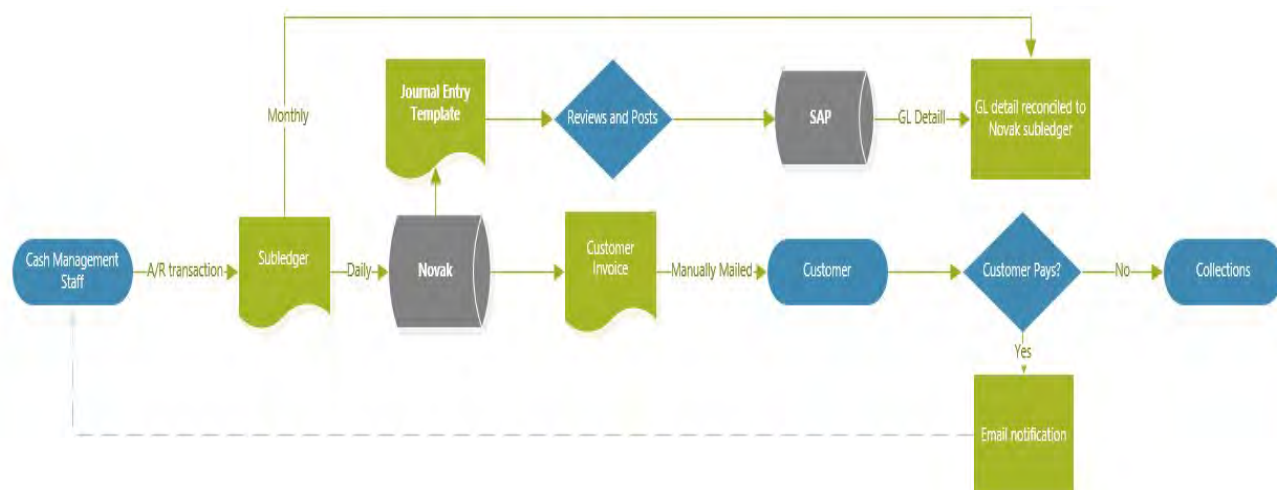 Monthly
Journal Entry
Template
Reviews and Posts
SAP
GL Detaill
GL detail reconciled to
Novak subledger
Cash Management
Staff
A/R transaction
Subledger
Daily
Novak
Customer
Invoice
Manually Mailed
Customer
Customer Pays?
No
Collections
Yes
Email notification